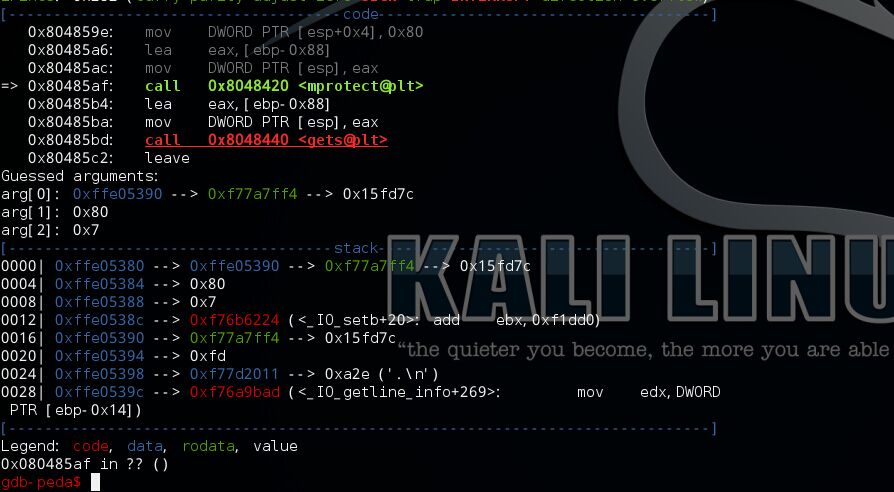 [-------------------------------------code-------------------------------------]
0x804859e: mov DWORD PTR [esp+0x4],0x80
0x80485a6: lea eax,[ebp-0x88]
0x80485ac: mov DWORD PTR [esp],eax
=> 0x80485af: call 0x8048420 <mprotect@plt>
0x80485b4: lea eax,[ebp-0x88]
0x80485ba: mov DWORD PTR [esp],eax
0x80485bd: call 0x8048440 <gets@plt>
0x80485c2: leave
Guessed arguments:
arg[0]: 0xffe05390 --> 0xf77a7ff4 --> 0x15fd7c
arg[1]: 0x80
arg[2]: 0x7
[------------------------------------stack-------------------------------------]
0000| 0xffe05380 --> 0xffe05390 --> 0xf77a7ff4 --> 0x15fd7c
0004| 0xffe05384 --> 0x80
0008| 0xffe05388 --> 0x7
0012| 0xffe0538c --> 0xf76b6224 (<_IO_setb+20>: add ebx,0xf1dd0)
0016| 0xffe05390 --> 0xf77a7ff4 --> 0x15fd7c
0020| 0xffe05394 --> 0xfd
0024| 0xffe05398 --> 0xf77d2011 --> 0xa2e ('.\n')
0028| 0xffe0539c --> 0xf76a9bad (<_IO_getline_info+269>: mov edx,DWORD
PTR [ebp-0x14])
[------------------------------------------------------------------------------]
Legend: code, data, rodata, value
0x080485af in ?? ()
gdb-peda$
KALI LINU
“the quieter you become, the more you are able